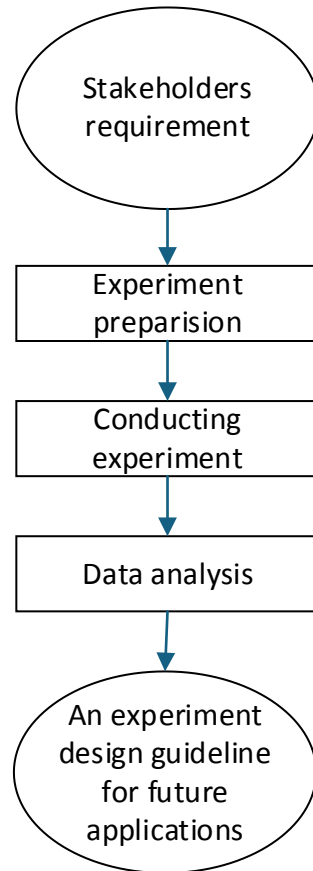 Stakeholders
requirement
Experiment
preparision
Conducting
experiment
Data analysis
An experiment
design guideline
for future
applications